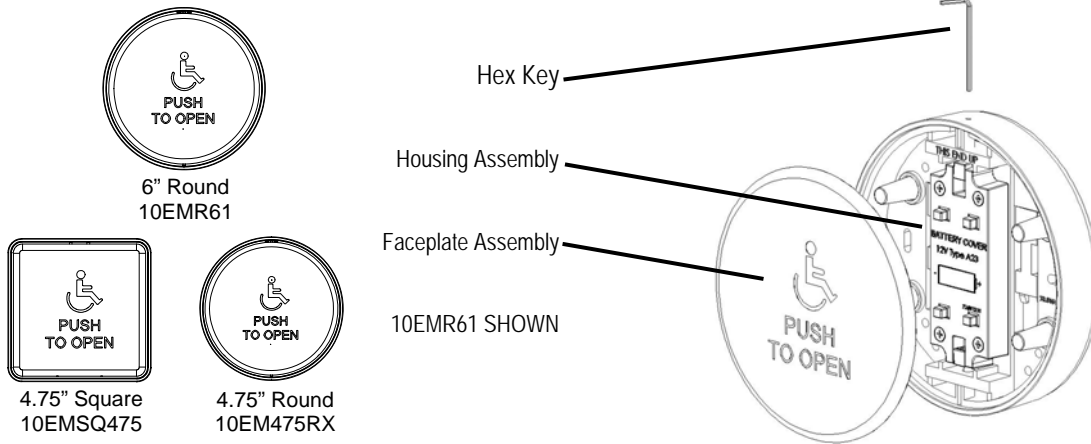 PUSH
TO OPEN
6” Round
10EMR61
PUSH
TO OPEN
4.75” Square
10EMSQ475
PUSH
TO OPEN
4.75” Round
10EM475RX
Hex Key
Housing Assembly
Faceplate Assembly
10EMR61 SHOWN
PUSH
TO OPEN
THIS END UP
BATTERY COVER
12V Type A23